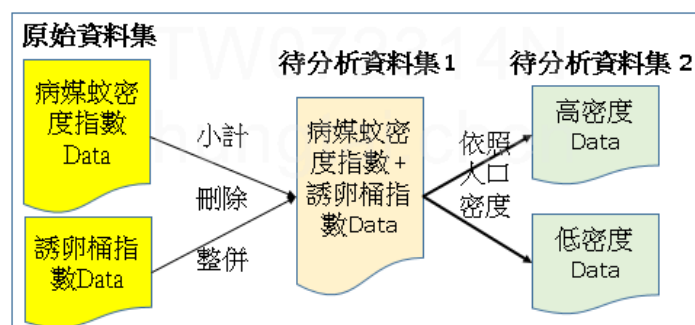 原始資料集
病媒蚊密
度指數
Data
誘卵桶指
數Data
小計
刪除
整併
待分析資料集1
病媒蚊密
度指數+
誘卵桶指
數Data
依照
人口
密度
待分析資料集 2
高密度
Data
低密度
Data